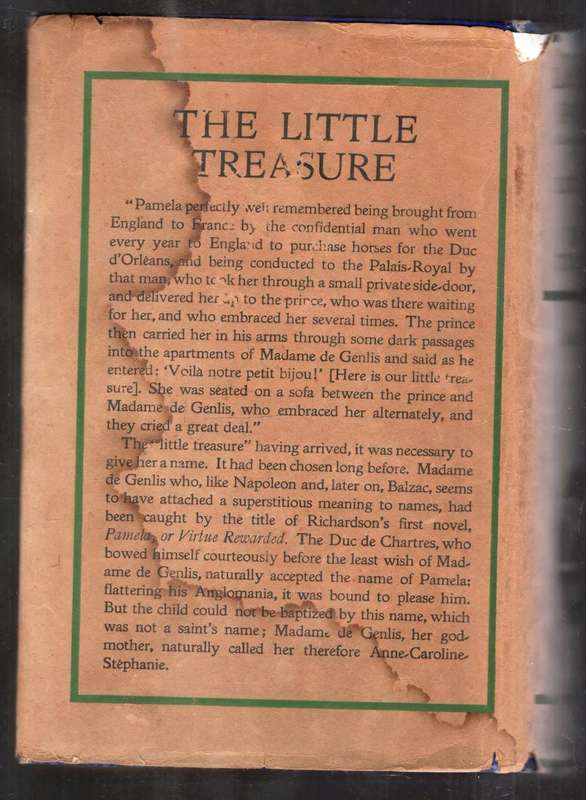 THE LITTLE
TREASURE
“Pamela perfectly well remembered being brought from
England to France by the confidential man who went
every year to England to purchase horses for the Duc
d’Orléans, and being conducted to the Palais-Royal by
that man, who took her through a small private side-door,
and delivered her up to the prince, who was there waiting
for her, and who embraced her several times. The prince
then carried her in his arms through some dark passages
into the apartments of Madame de Genlis and said as he
entered: ‘Voilà notre petit bijou!’ [Here is our little trea-
sure]. She was seated on a sofa between the prince and
Madame de Genlis, who embraced her alternately, and
they cried a great deal.”
The “little treasure” having arrived, it was necessary to
give her a name. It had been chosen long before. Madame
de Genlis who, like Napoleon and, later on, Balzac, seems
to have attached a superstitious meaning to names, had
been caught by the title of Richardson’s first novel,
Pamela, or Virtue Rewarded. The Duc de Chartres, who
bowed himself courteously before the least wish of Mad-
ame de Genlis, naturally accepted the name of Pamela:
flattering his Anglomania, it was bound to please him.
But the child could not be baptized by this name, which
was not a saint’s name; Madame de Genlis, her god-
mother, naturally called her therefore Anne-Caroline-
Stéphanie.